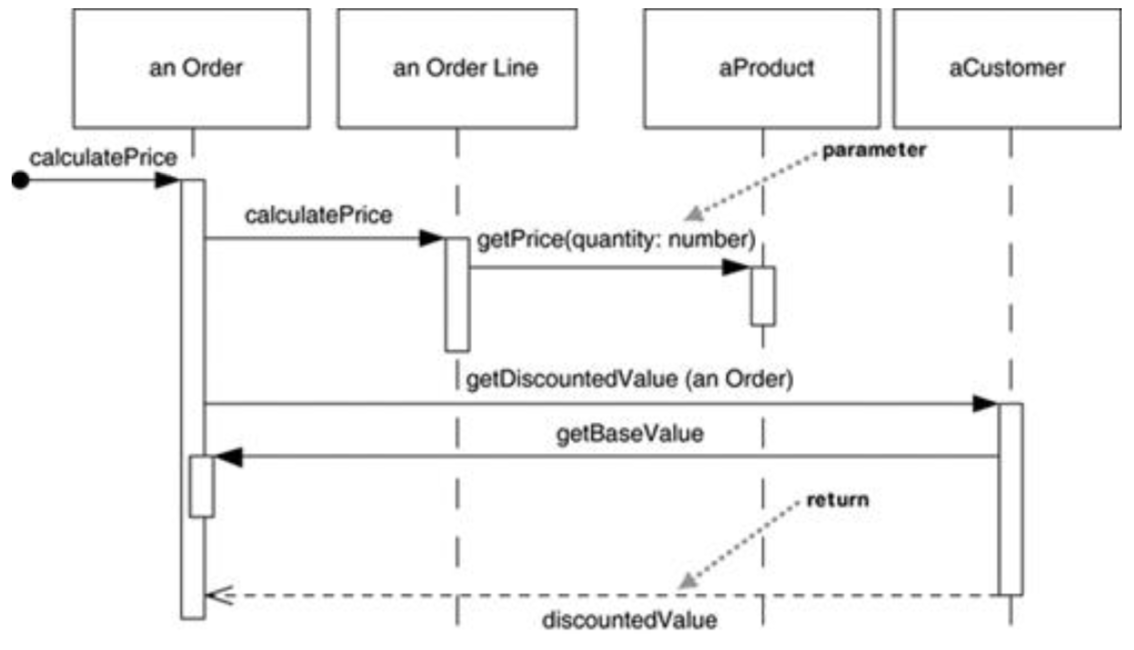 an Order
an Order Line
aProduct
aCustomer
calculatePrice
parameter
calculatePrice
getPrice(quantity: number)
getDiscountedValue (an Order)
getBaseValue
return
discountedValue